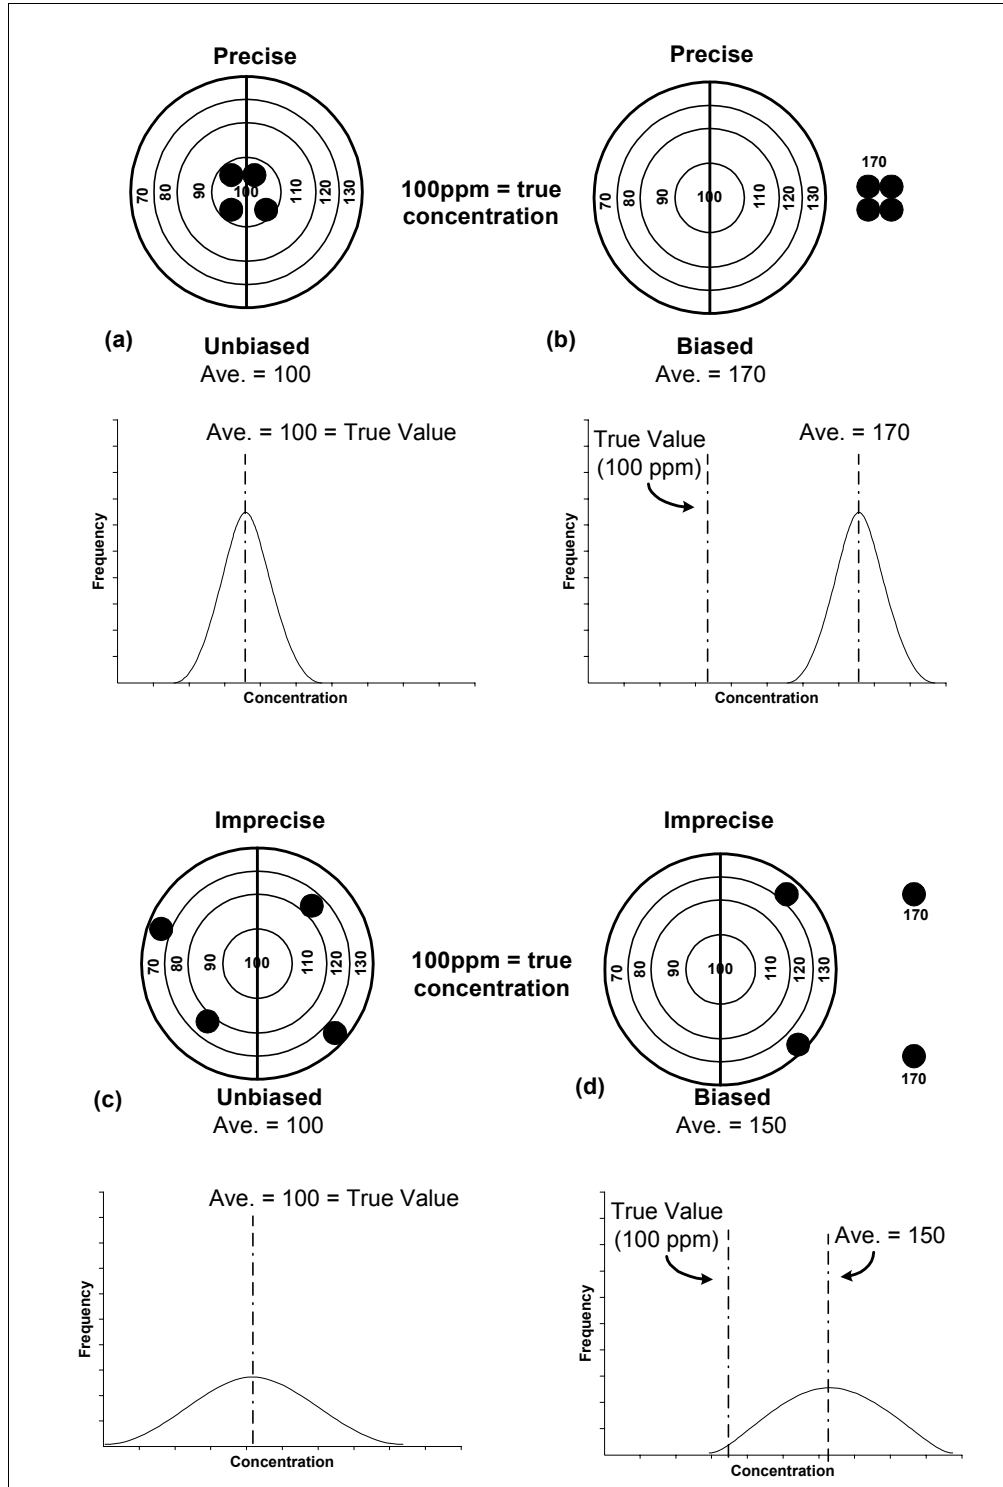 Precise
70
80
90
100
110
120
130
100ppm = true
concentration
Precise
70
80
90
100
110
120
130
170
(a)
Unbiased
Ave. = 100
(b)
Biased
Ave. = 170
Ave. = 100 = True Value
Frequency
Concentration
True Value
(100 ppm)
Ave. = 170
Frequency
Concentration
Imprecise
70
80
90
100
110
120
130
100ppm = true
concentration
Imprecise
70
80
90
100
110
120
130
170
170
(c)
Unbiased
Ave. = 100
(d)
Biased
Ave. = 150
Ave. = 100 = True Value
Frequency
Concentration
True Value
(100 ppm)
Ave. = 150
Frequency
Concentration